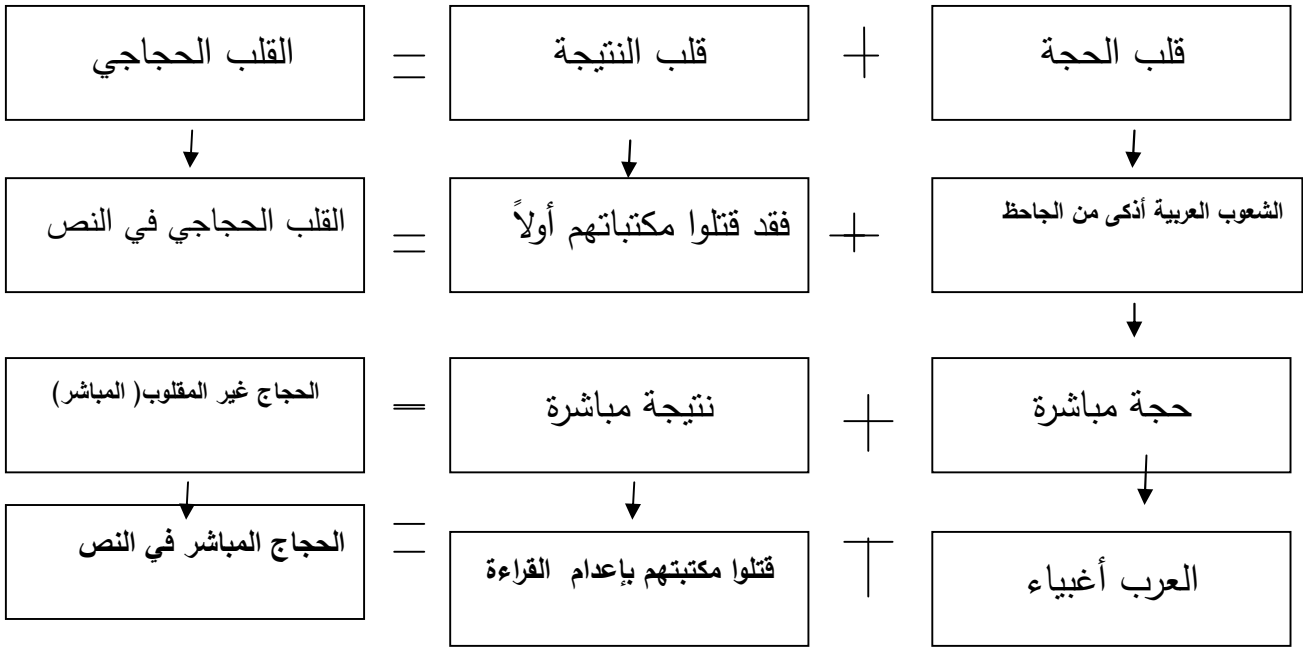 قلب الحجة + قلب النتيجة = القلب الحجاجي
الشعوب العربية أذكى من الجاحظ + فقد قتلوا مكتباتهم أولاً = القلب الحجاجي في النص
حجة مباشرة + نتيجة مباشرة = الحجاج غير المقلوب( المباشر)
العرب أغبياء + قتلوا مكتبتهم بإعدام القراءة = الحجاج المباشر في النص